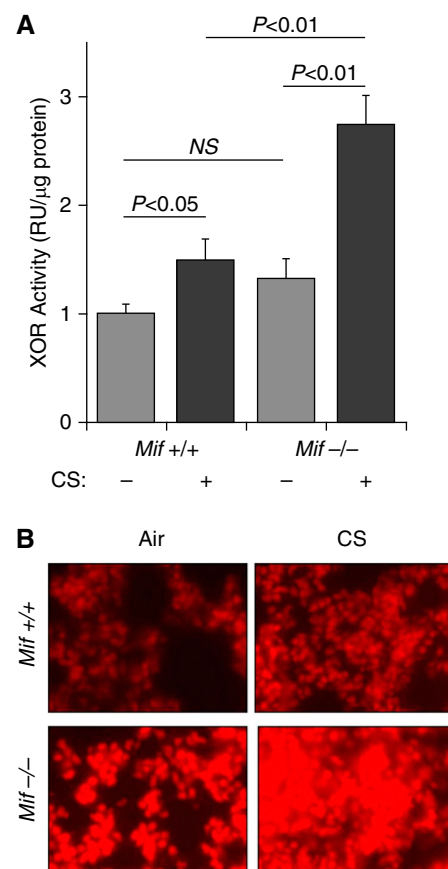 A
P<0.01
P<0.01
NS
P<0.05
XOR Activity (RU/μg protein)
3
2
1
0
Mif +/+ Mif –/–
CS: – + – +
B
Air CS
Mif +/+
Mif –/–